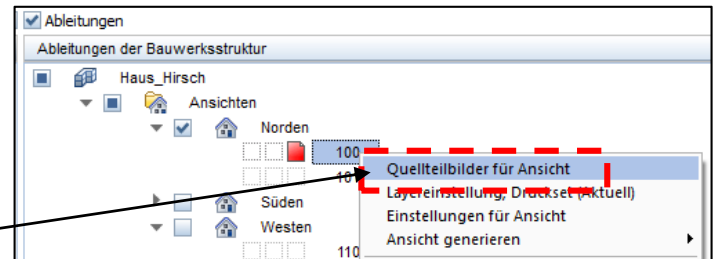 Ableitungen
Ableitungen der Bauwerksstruktur
Haus_Hirsch
Ansichten
Norden
100
Quellteilbilder für Ansicht
Layereinstellung, Druckset (Aktuell)
Süden
Einstellungen für Ansicht
Westen
Ansicht generieren
110